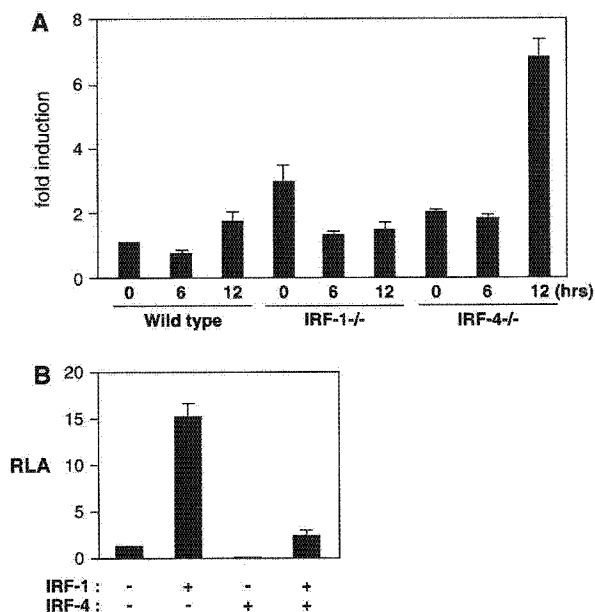 A
8
6
4
2
0
fold induction
0 6 12 0 6 12 0 6 12 (hrs)
Wild type IRF-1-/- IRF-4-/-
B
20
15
10
5
0
RLA
IRF-1 : - + - +
IRF-4 : - - + +